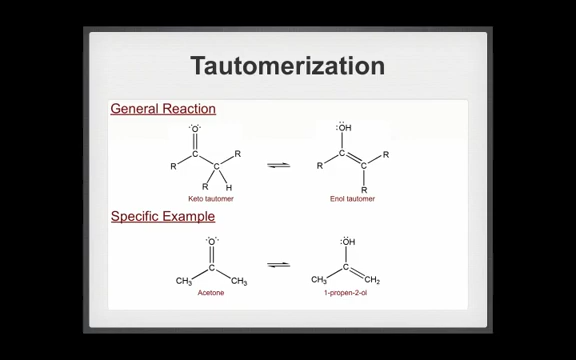 Tautomerization
General Reaction
O
C
R
C
R
R
H
Keto tautomer
OH
C
R
C
R
R
Enol tautomer
Specific Example
O
C
CH3
CH3
Acetone
OH
C
CH3
CH2
1-propen-2-ol